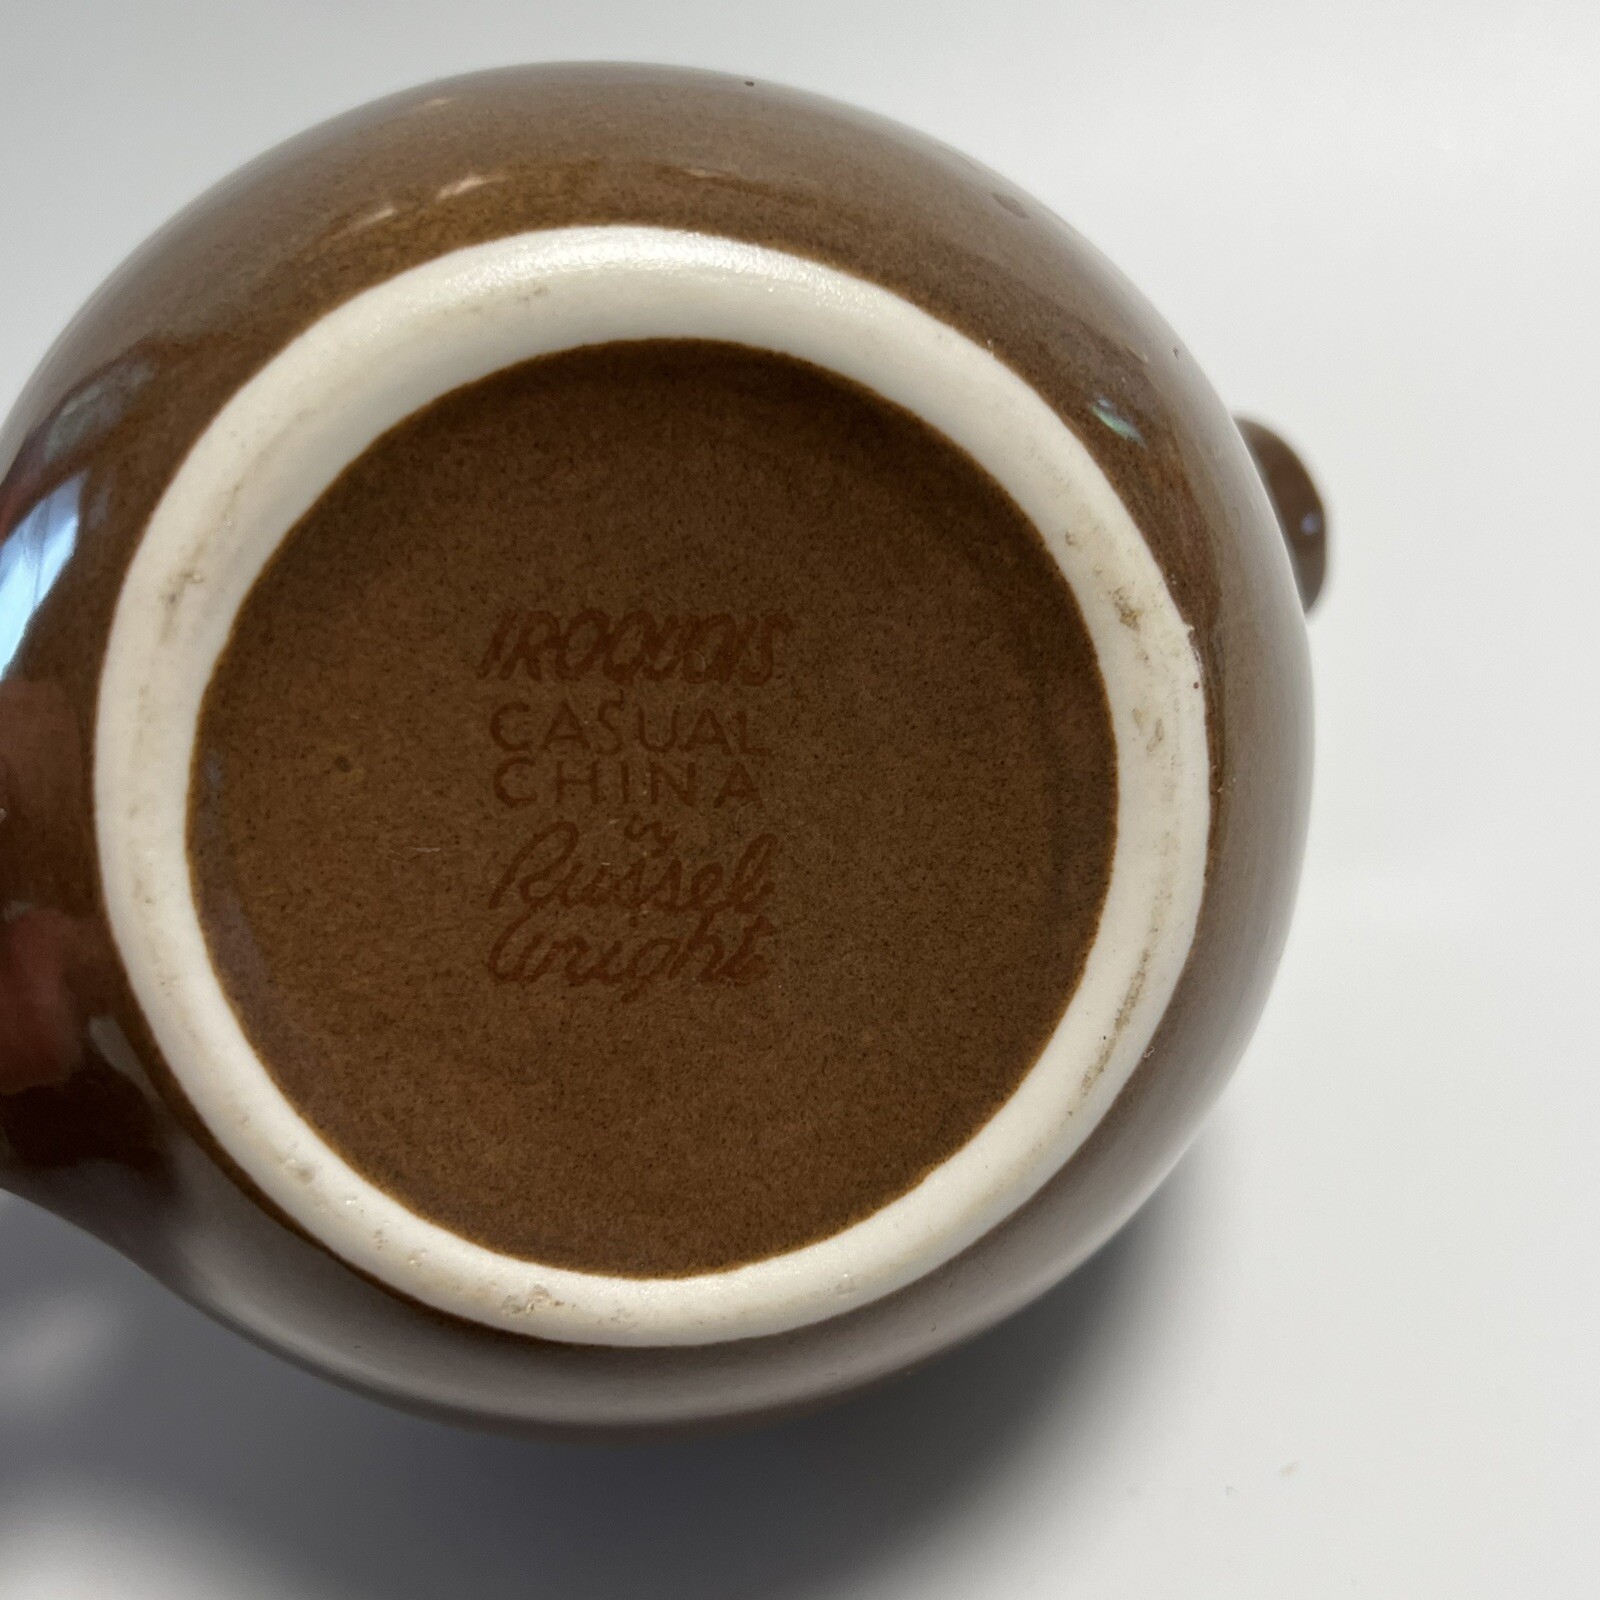 IROQUOIS
CASUAL
CHINA
by
Russel
Wright